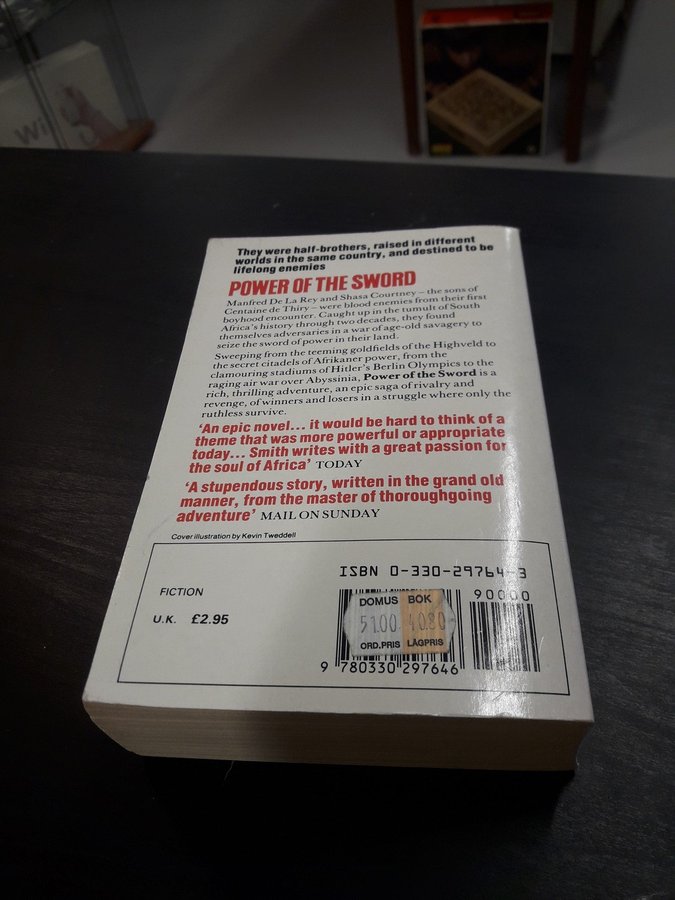 Wii
They were half-brothers, raised in different
worlds in the same country, and destined to be
lifelong enemies
POWER OF THE SWORD
Manfred De La Rey and Shasa Courtney – the sons of
Centaine de Thiry – were blood enemies from their first
boyhood encounter. Caught up in the tumult of South
Africa's history through two decades, they found
themselves adversaries in a war of age-old savagery to
seize the sword of power in their land.
Sweeping from the teeming goldfields of the Highveld to
the secret citadels of Afrikaner power, from the
clamouring stadiums of Hitler's Berlin Olympics to the
raging air war over Abyssinia, Power of the Sword is a
rich, thrilling adventure, an epic saga of rivalry and
revenge, of winners and losers in a struggle where only the
ruthless survive.
'An epic novel... it would be hard to think of a
theme that was more powerful or appropriate
today... Smith writes with a great passion for
the soul of Africa' TODAY
'A stupendous story, written in the grand old
manner, from the master of thoroughgoing
adventure' MAIL ON SUNDAY
Cover illustration by Kevin Tweddell
ISBN 0-330-29764-3
FICTION
90000
U.K. £2.95
DOMUS BOK
51.00 40.80
ORD.PRIS LÅGPRIS
9 780330 297646